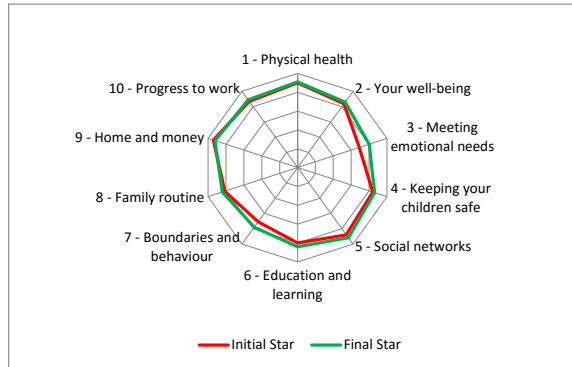 1 - Physical health
2 - Your well-being
3 - Meeting
emotional needs
4 - Keeping your
children safe
5 - Social networks
6 - Education and
learning
7 - Boundaries and
behaviour
8 - Family routine
9 - Home and money
10 - Progress to work
Initial Star
Final Star